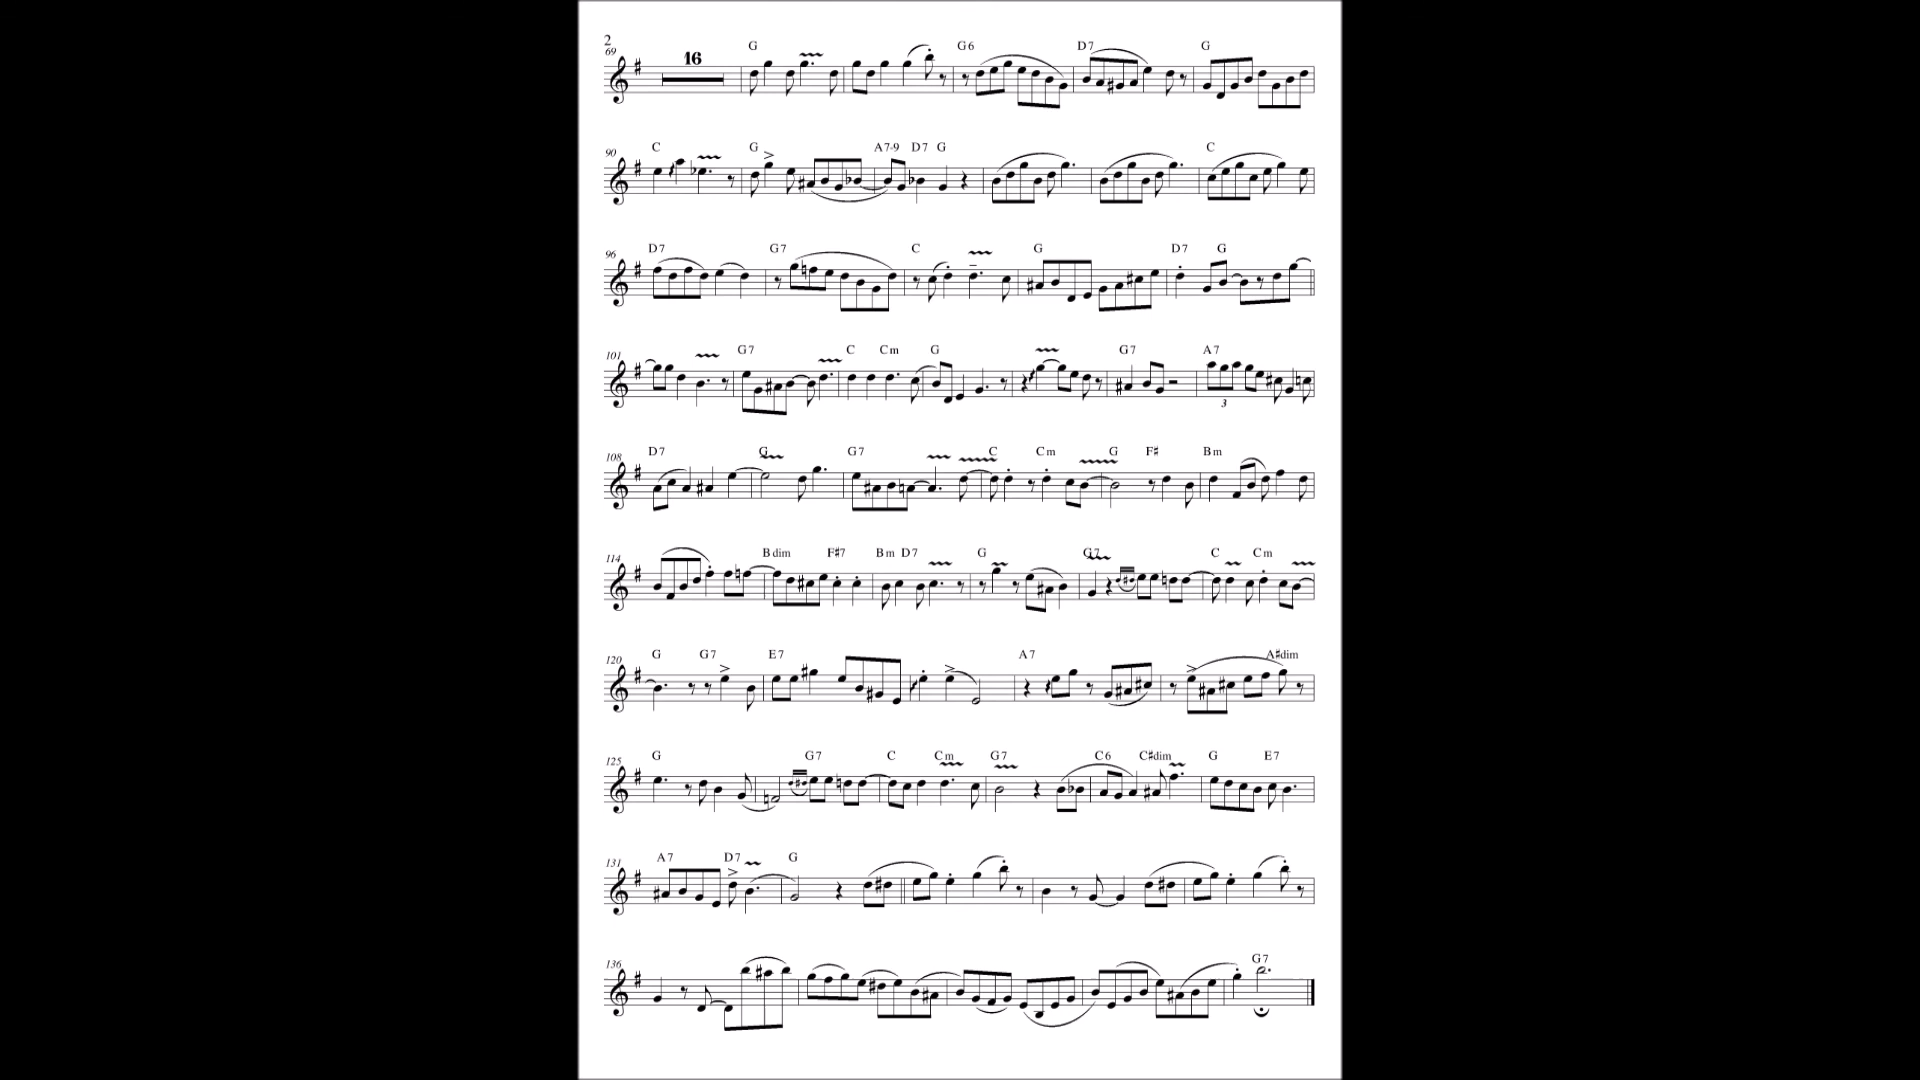 2
69 16 G G6 D7 G
90 C G A7-9 D7 G C
96 D7 G7 C G D7 G
101 G7 C Cm G G7 A7
3
108 D7 G G7 C Cm G F♯ Bm
114 Bdim F♯7 Bm D7 G G7 C Cm
120 G G7 E7 A7 A♯dim
125 G G7 C Cm G7 C6 C♯dim G E7
131 A7 D7 G
136 G7